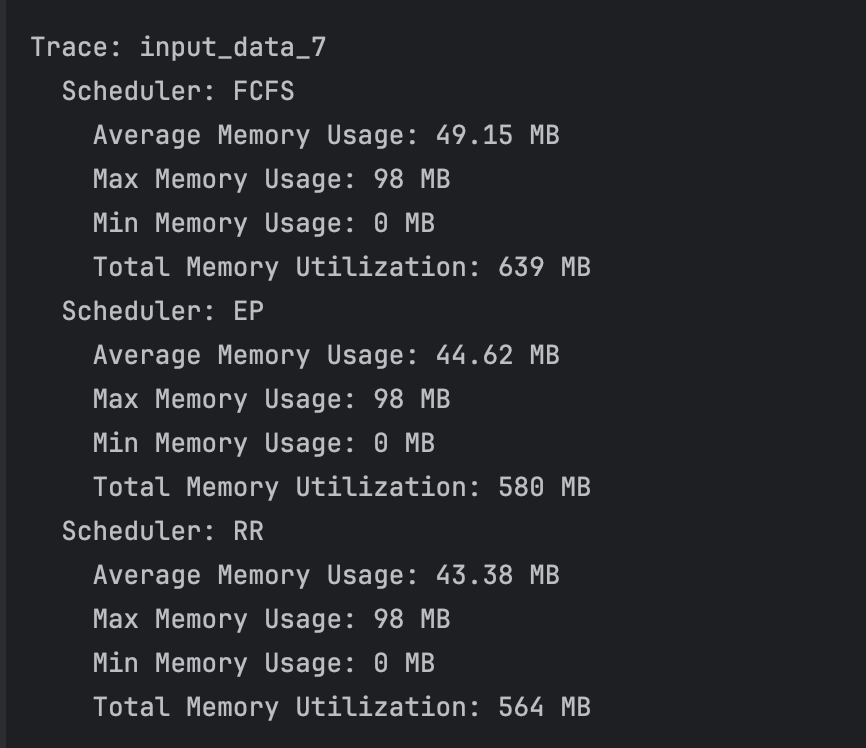 Trace: input_data_7
Scheduler: FCFS
Average Memory Usage: 49.15 MB
Max Memory Usage: 98 MB
Min Memory Usage: 0 MB
Total Memory Utilization: 639 MB
Scheduler: EP
Average Memory Usage: 44.62 MB
Max Memory Usage: 98 MB
Min Memory Usage: 0 MB
Total Memory Utilization: 580 MB
Scheduler: RR
Average Memory Usage: 43.38 MB
Max Memory Usage: 98 MB
Min Memory Usage: 0 MB
Total Memory Utilization: 564 MB